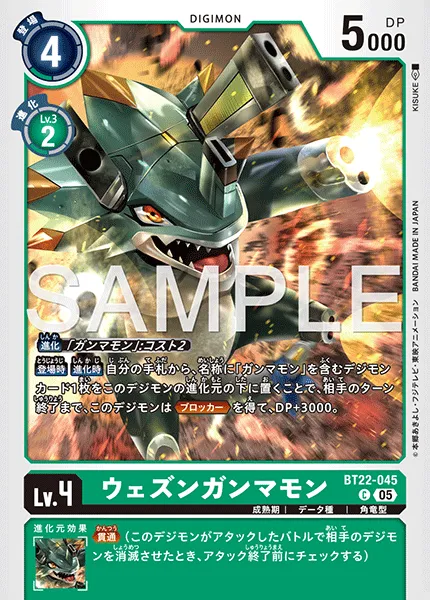 登場
4
DIGIMON
DP
5000
進化
Lv.3
2
KISUKE
SAMPLE
進化 「ガンマモン」:コスト2
登場時 進化時 自分の手札から、名称に「ガンマモン」を含むデジモン
カード1枚をこのデジモンの進化元の下に置くことで、相手のターン
終了まで、このデジモンは ブロッカー を得て、DP+3000。
©本郷あきよし・フジテレビ・東映アニメーション BANDAI MADE IN JAPAN
BT22-045
Lv.4
ウェズンガンマモン
C 05
成熟期 | データ種 | 角竜型
進化元効果
貫通 (このデジモンがアタックしたバトルで相手のデジモ
ンを消滅させたとき、アタック終了前にチェックする)